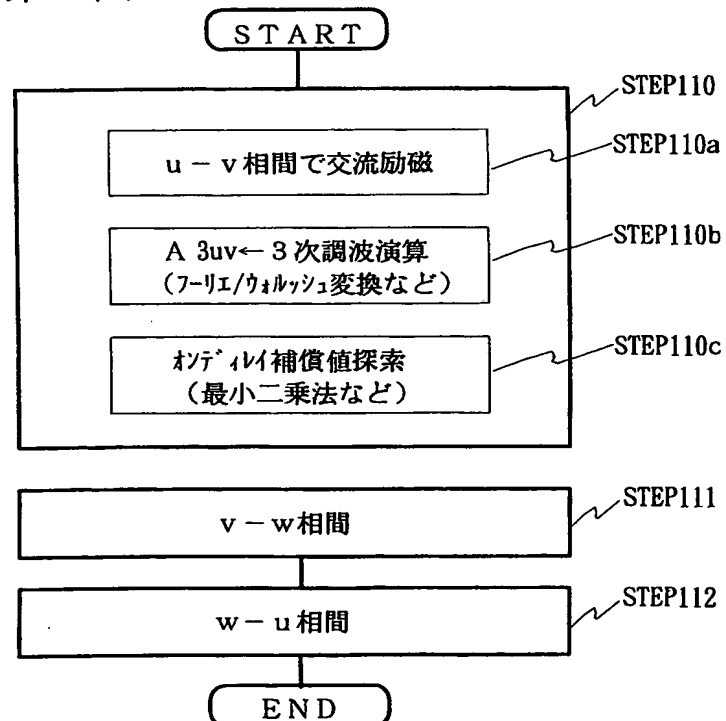 START
STEP110
u－v相間で交流励磁
STEP110a
A 3uv←3次調波演算
（フーリエ/ウォルッシュ変換など）
STEP110b
オンディレイ補償値探索
（最小二乗法など）
STEP110c
v－w相間
STEP111
w－u相間
STEP112
END